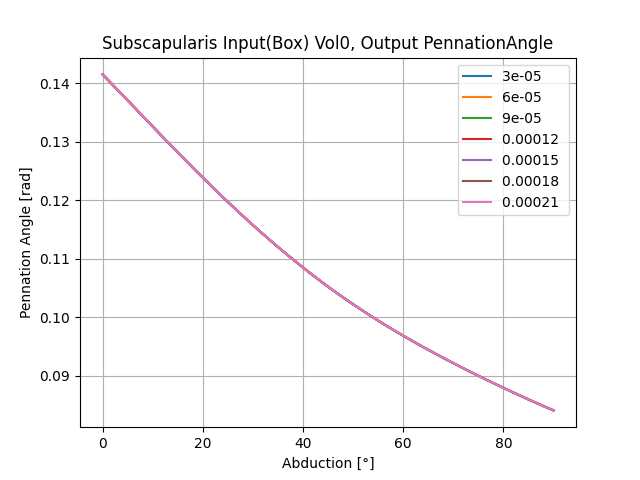 Subscapularis Input(Box) Vol0, Output PennationAngle
3e-05
6e-05
9e-05
0.00012
0.00015
0.00018
0.00021
0.14
0.13
0.12
0.11
0.10
0.09
Pennation Angle [rad]
0 20 40 60 80
Abduction [°]